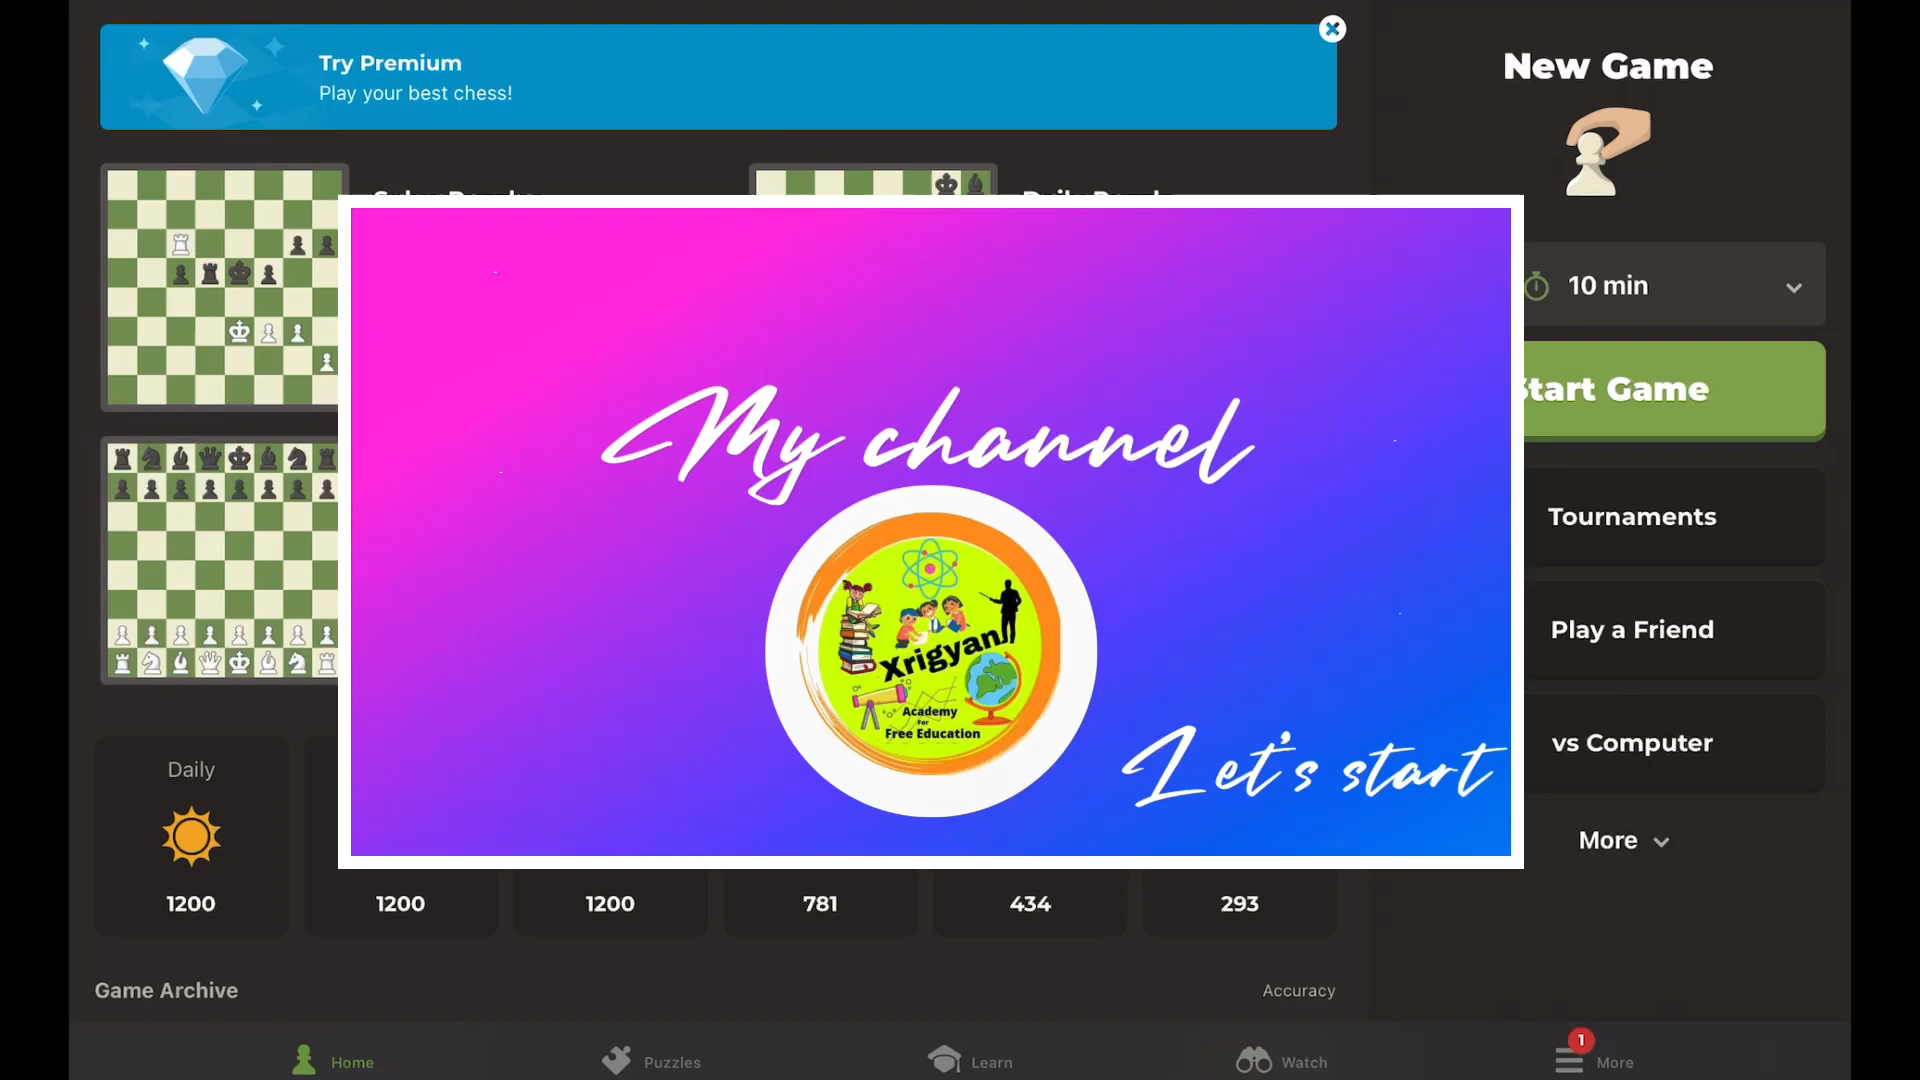 Try Premium
Play your best chess!
New Game
10 min
Start Game
Tournaments
Play a Friend
vs Computer
More
My channel
Xrigyan
Academy
For
Free Education
Let's start
Daily
1200
1200
1200
781
434
293
Game Archive
Accuracy
Home
Puzzles
Learn
Watch
1
More